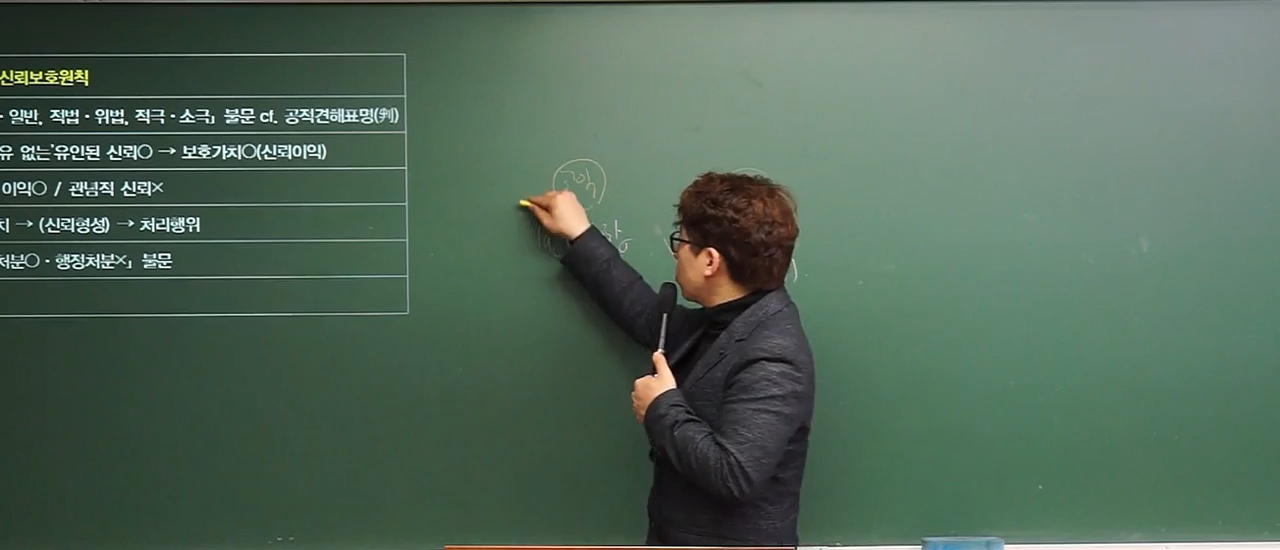 신뢰보호원칙
· 일반, 적법·위법, 적극·소극」 불문 cf. 공적견해표명(判)
유 없는'유인된 신뢰○ → 보호가치○(신뢰이익)
이익○ / 관념적 신뢰×
치 → (신뢰형성) → 처리행위
처분○ · 행정처분×」 불문
공익